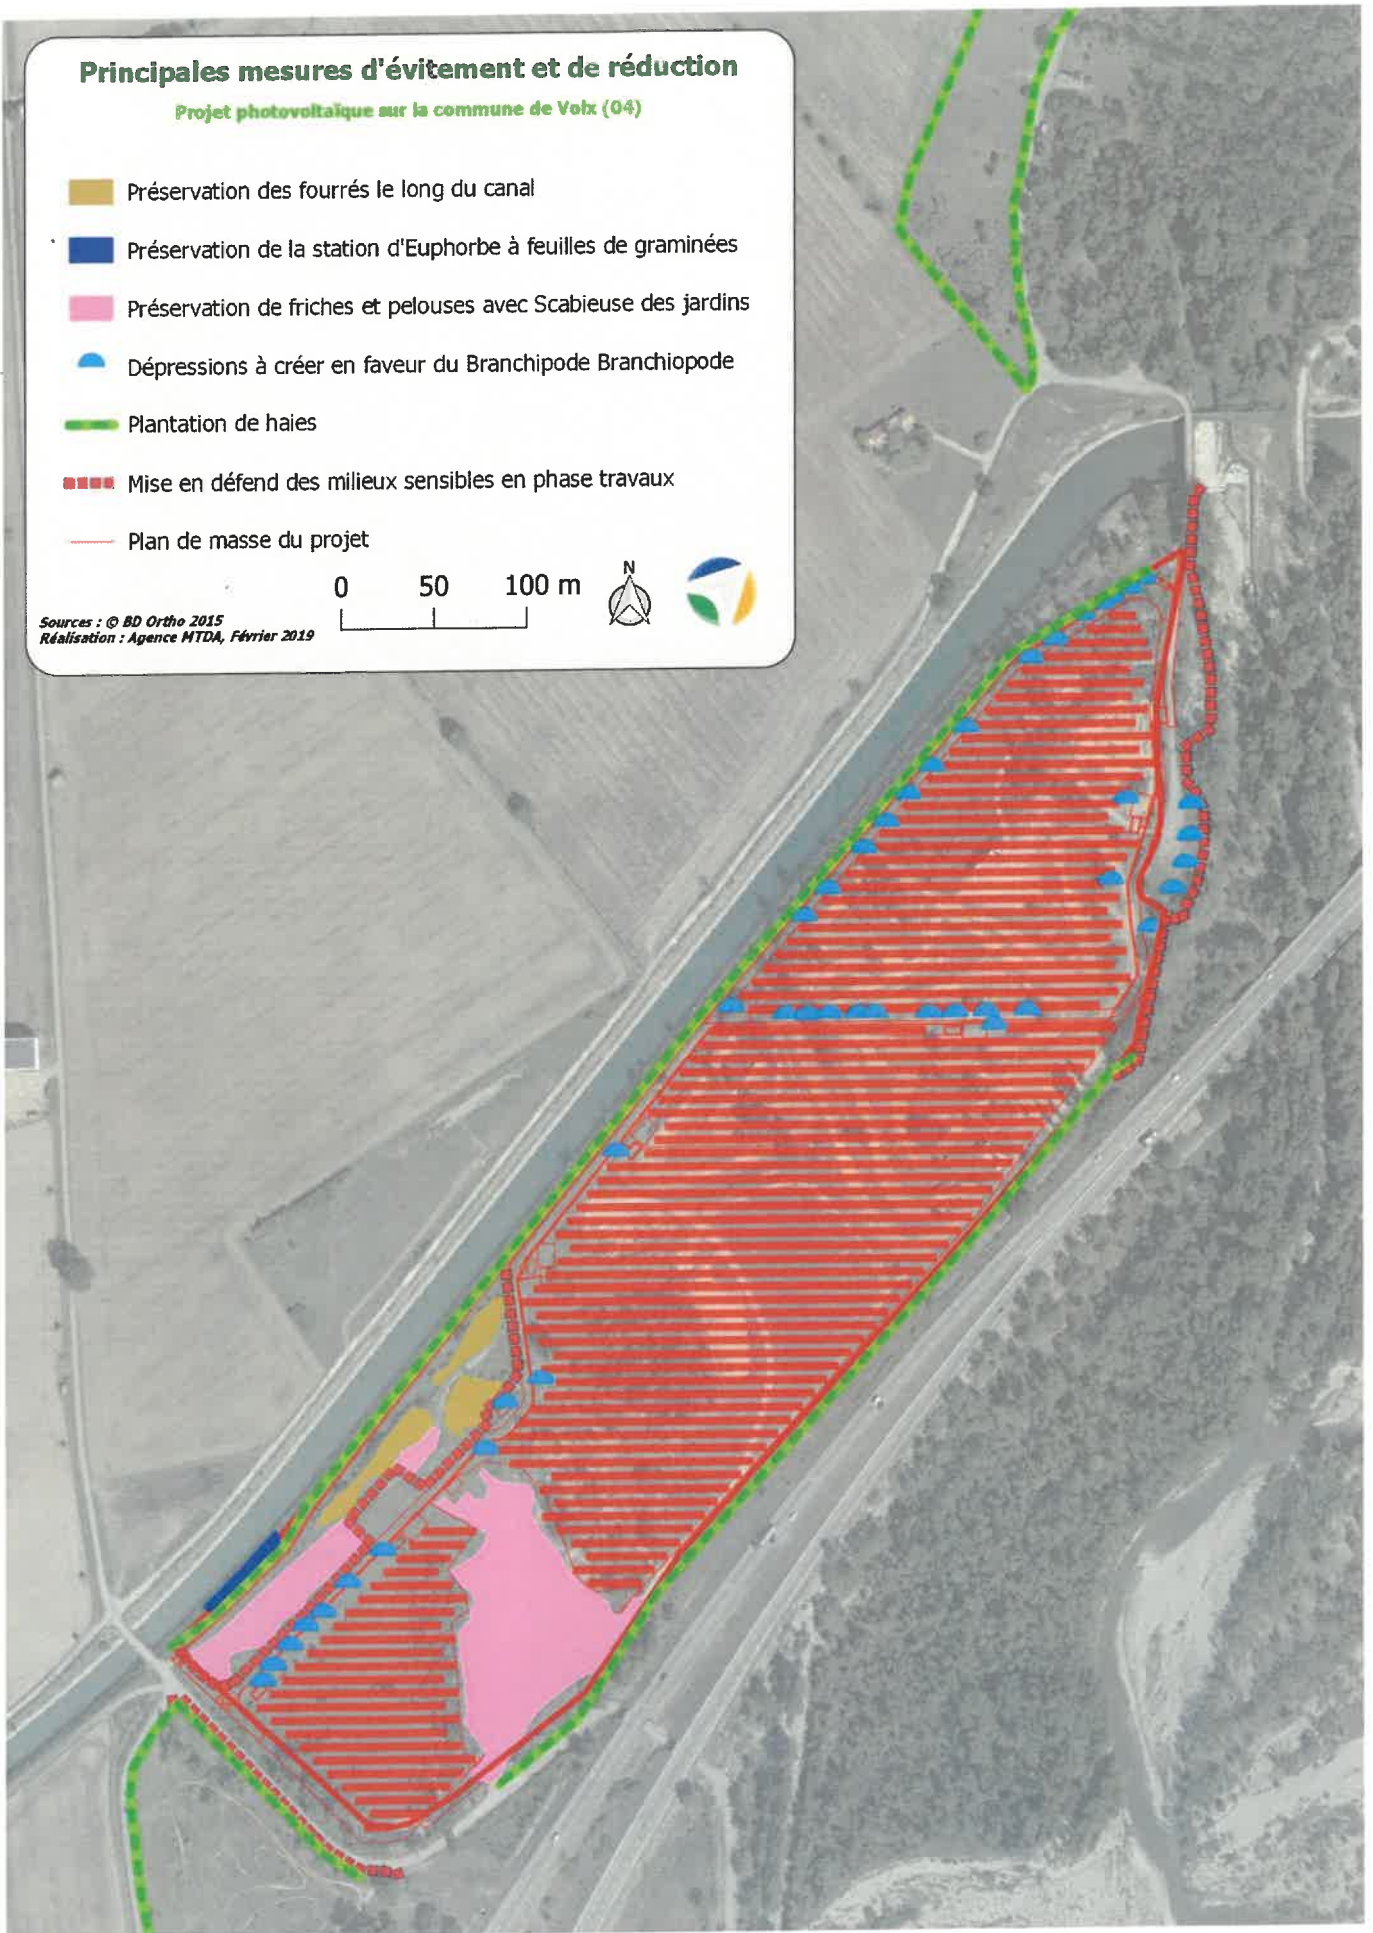 Principales mesures d'évitement et de réduction
Projet photovoltaïque sur la commune de Volx (04)
Préservation des fourrés le long du canal
Préservation de la station d'Euphorbe à feuilles de graminées
Préservation de friches et pelouses avec Scabieuse des jardins
Dépressions à créer en faveur du Branchipode Branchiopode
Plantation de haies
Mise en défend des milieux sensibles en phase travaux
Plan de masse du projet
0 50 100 m
N
Sources : © BD Ortho 2015
Réalisation : Agence MTDA, Février 2019